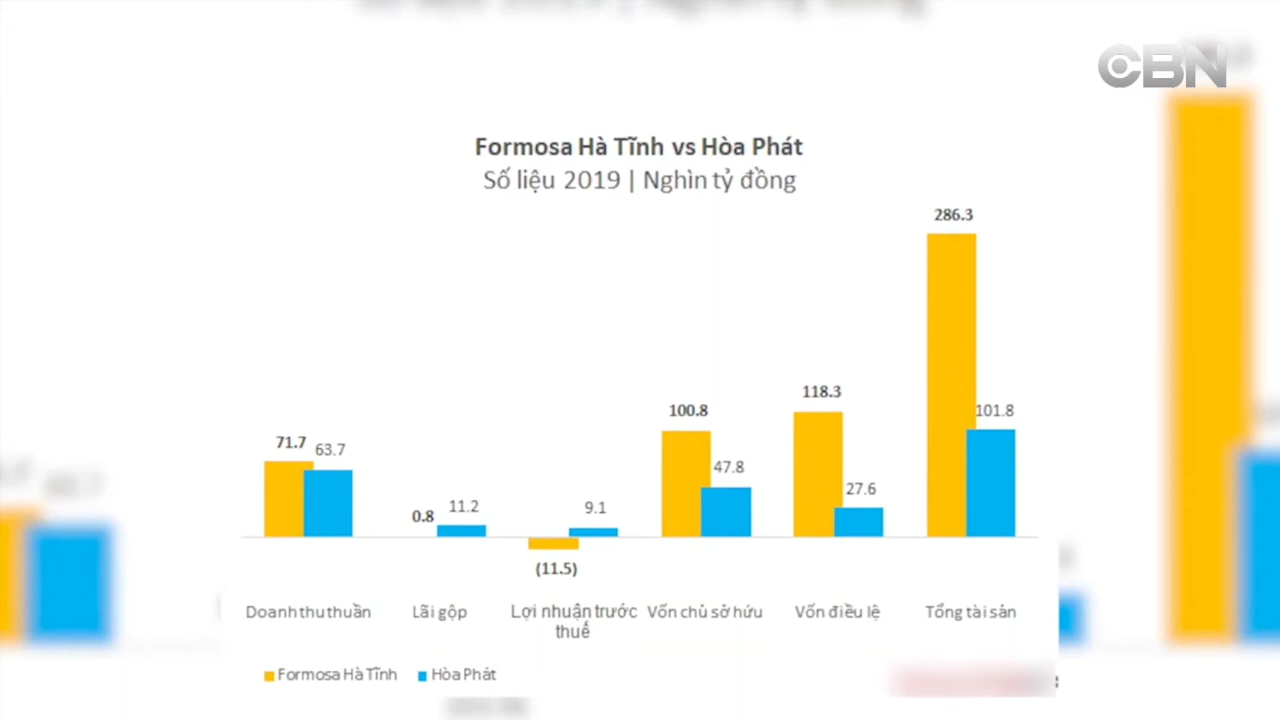 CBN
Formosa Hà Tĩnh vs Hòa Phát
Số liệu 2019 | Nghìn tỷ đồng
286.3
118.3
100.8
101.8
71.7
63.7
47.8
27.6
0.8
11.2
9.1
(11.5)
Doanh thu thuần
Lãi gộp
Lợi nhuận trước
thuế
Vốn chủ sở hữu
Vốn điều lệ
Tổng tài sản
Formosa Hà Tĩnh
Hòa Phát